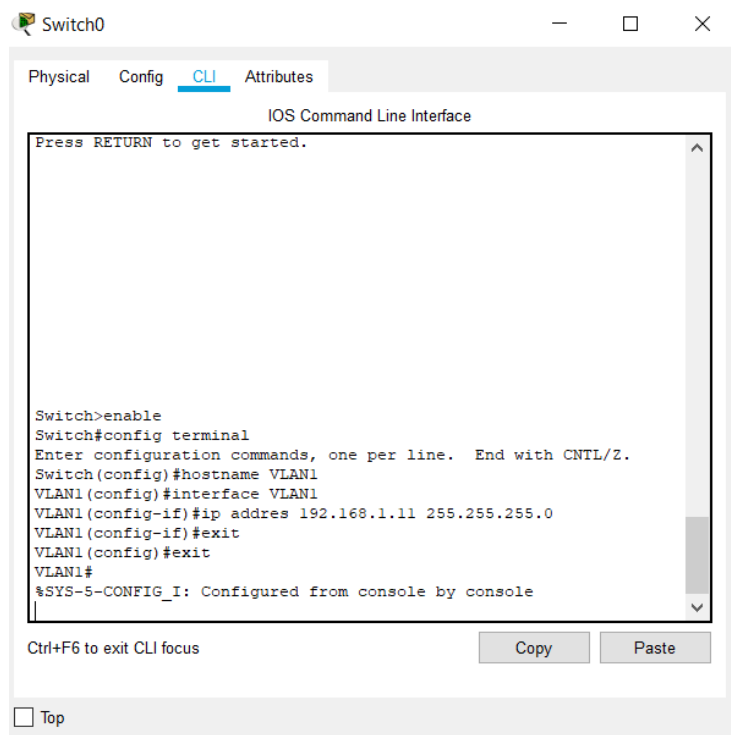 Switch0
Physical Config CLI Attributes
IOS Command Line Interface
Press RETURN to get started.
Switch>enable
Switch#config terminal
Enter configuration commands, one per line.  End with CNTL/Z.
Switch(config)#hostname VLAN1
VLAN1(config)#interface VLAN1
VLAN1(config-if)#ip addres 192.168.1.11 255.255.255.0
VLAN1(config-if)#exit
VLAN1(config)#exit
VLAN1#
%SYS-5-CONFIG_I: Configured from console by console
Ctrl+F6 to exit CLI focus Copy Paste
Top